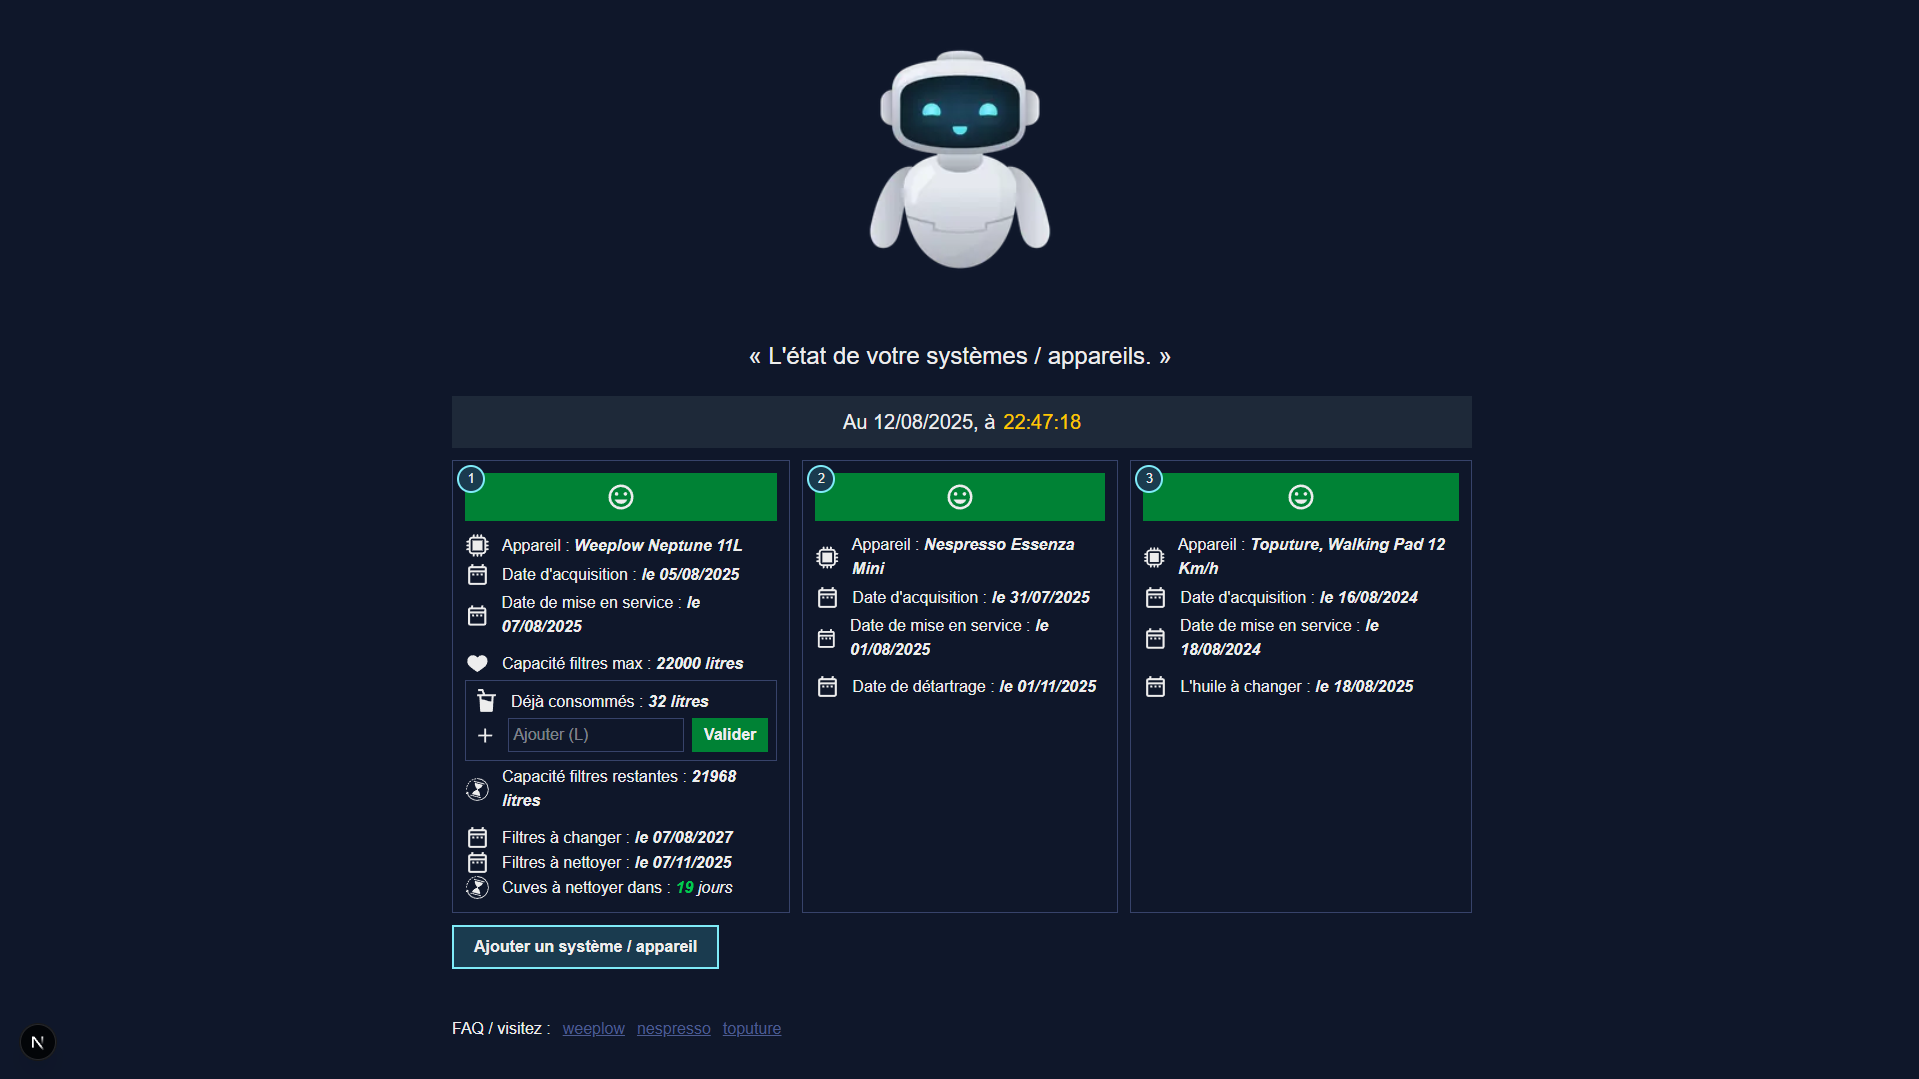 « L'état de votre systèmes / appareils. »
Au 12/08/2025, à 22:47:18
1
Appareil : Weeplow Neptune 11L
Date d'acquisition : le 05/08/2025
Date de mise en service : le
07/08/2025
Capacité filtres max : 22000 litres
Déjà consommés : 32 litres
+ Ajouter (L) Valider
Capacité filtres restantes : 21968
litres
Filtres à changer : le 07/08/2027
Filtres à nettoyer : le 07/11/2025
Cuves à nettoyer dans : 19 jours
2
Appareil : Nespresso Essenza
Mini
Date d'acquisition : le 31/07/2025
Date de mise en service : le
01/08/2025
Date de détartrage : le 01/11/2025
3
Appareil : Toputure, Walking Pad 12
Km/h
Date d'acquisition : le 16/08/2024
Date de mise en service : le
18/08/2024
L'huile à changer : le 18/08/2025
Ajouter un système / appareil
FAQ / visitez : weeplow nespresso toputure
N